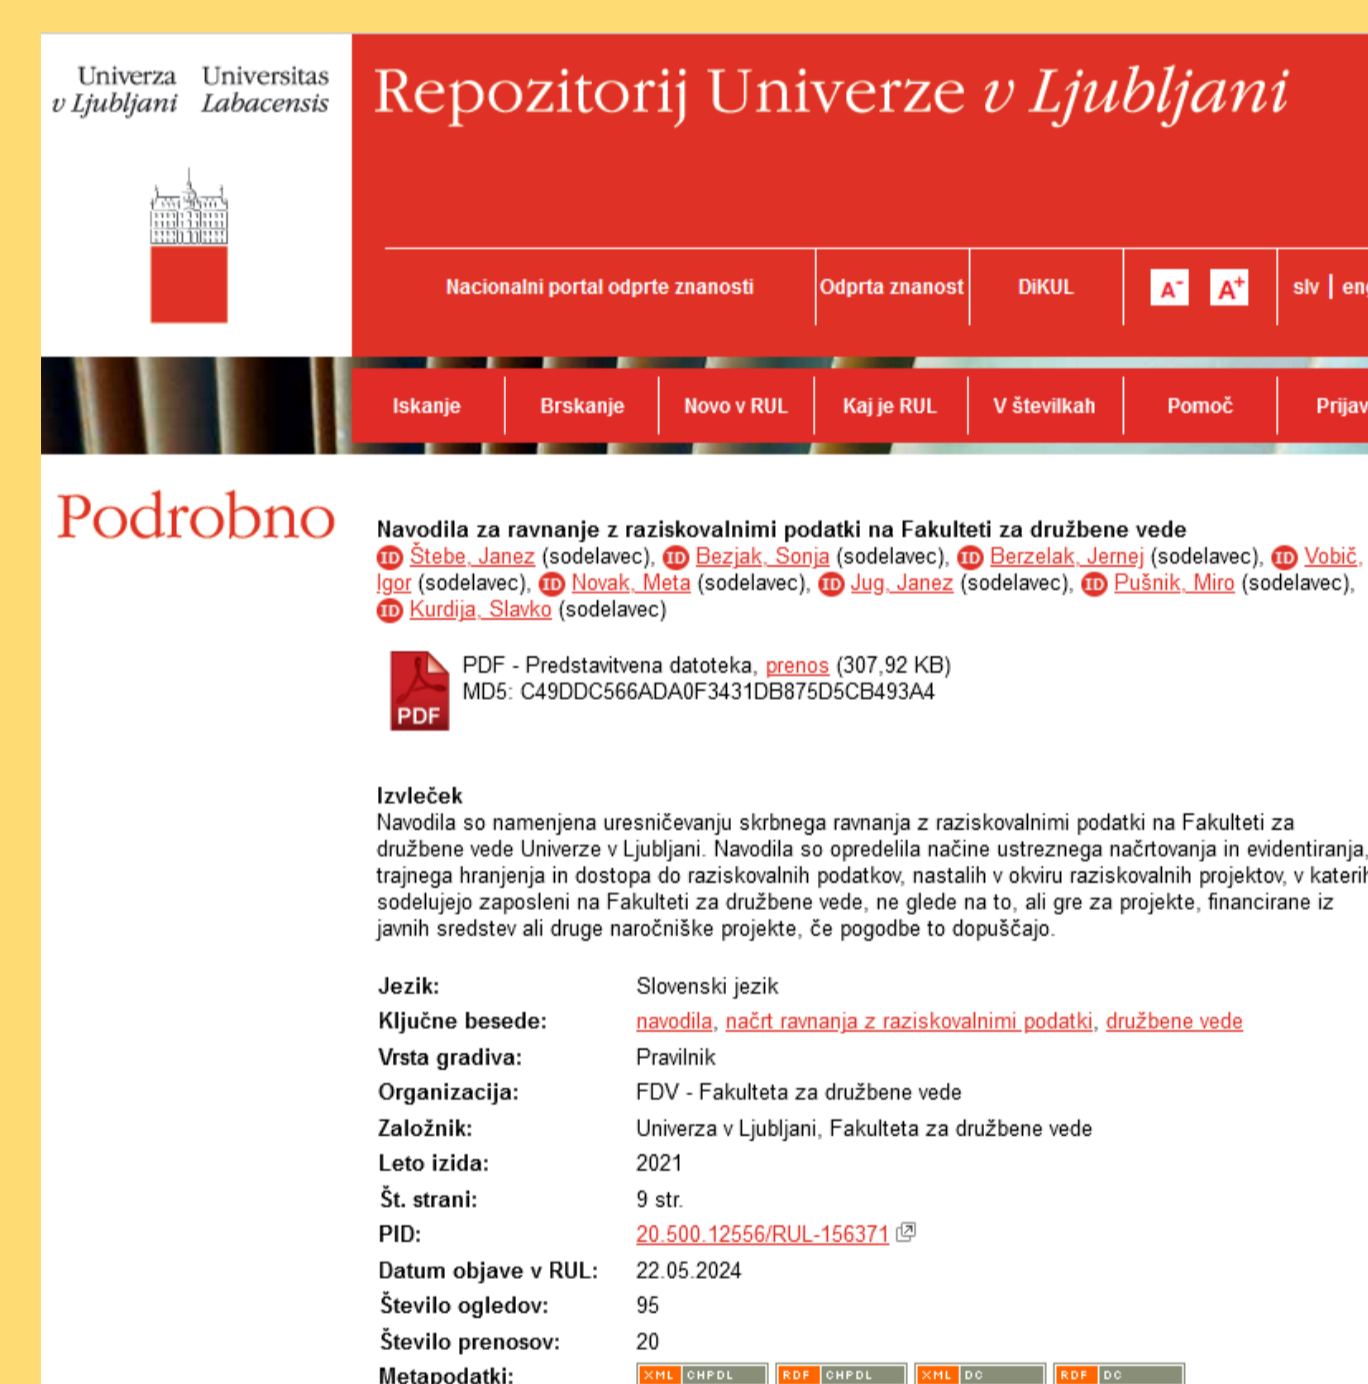 Univerza Universitas
v Ljubljani Labacensis
Repozitorij Univerze v Ljubljani
Nacionalni portal odprte znanosti Odprta znanost DiKUL A- A+ slv | eng
Iskanje Brskanje Novo v RUL Kaj je RUL V številkah Pomoč Prijav
Podrobno
Navodila za ravnanje z raziskovalnimi podatki na Fakulteti za družbene vede
ID Štebe, Janez (sodelavec), ID Bezjak, Sonja (sodelavec), ID Berzelak, Jernej (sodelavec), ID Vobič,
Igor (sodelavec), ID Novak, Meta (sodelavec), ID Jug, Janez (sodelavec), ID Pušnik, Miro (sodelavec),
ID Kurdija, Slavko (sodelavec)
PDF - Predstavitvena datoteka, prenos (307,92 KB)
MD5: C49DDC566ADA0F3431DB875D5CB493A4
PDF
Izvleček
Navodila so namenjena uresničevanju skrbnega ravnanja z raziskovalnimi podatki na Fakulteti za
družbene vede Univerze v Ljubljani. Navodila so opredelila načine ustreznega načrtovanja in evidentiranja,
trajnega hranjenja in dostopa do raziskovalnih podatkov, nastalih v okviru raziskovalnih projektov, v katerih
sodelujejo zaposleni na Fakulteti za družbene vede, ne glede na to, ali gre za projekte, financirane iz
javnih sredstev ali druge naročniške projekte, če pogodbe to dopuščajo.
Jezik: Slovenski jezik
Ključne besede: navodila, načrt ravnanja z raziskovalnimi podatki, družbene vede
Vrsta gradiva: Pravilnik
Organizacija: FDV - Fakulteta za družbene vede
Založnik: Univerza v Ljubljani, Fakulteta za družbene vede
Leto izida: 2021
Št. strani: 9 str.
PID: 20.500.12556/RUL-156371
Datum objave v RUL: 22.05.2024
Število ogledov: 95
Število prenosov: 20
Metapodatki: XML CHPDL RDF CHPDL XML DC RDF DC